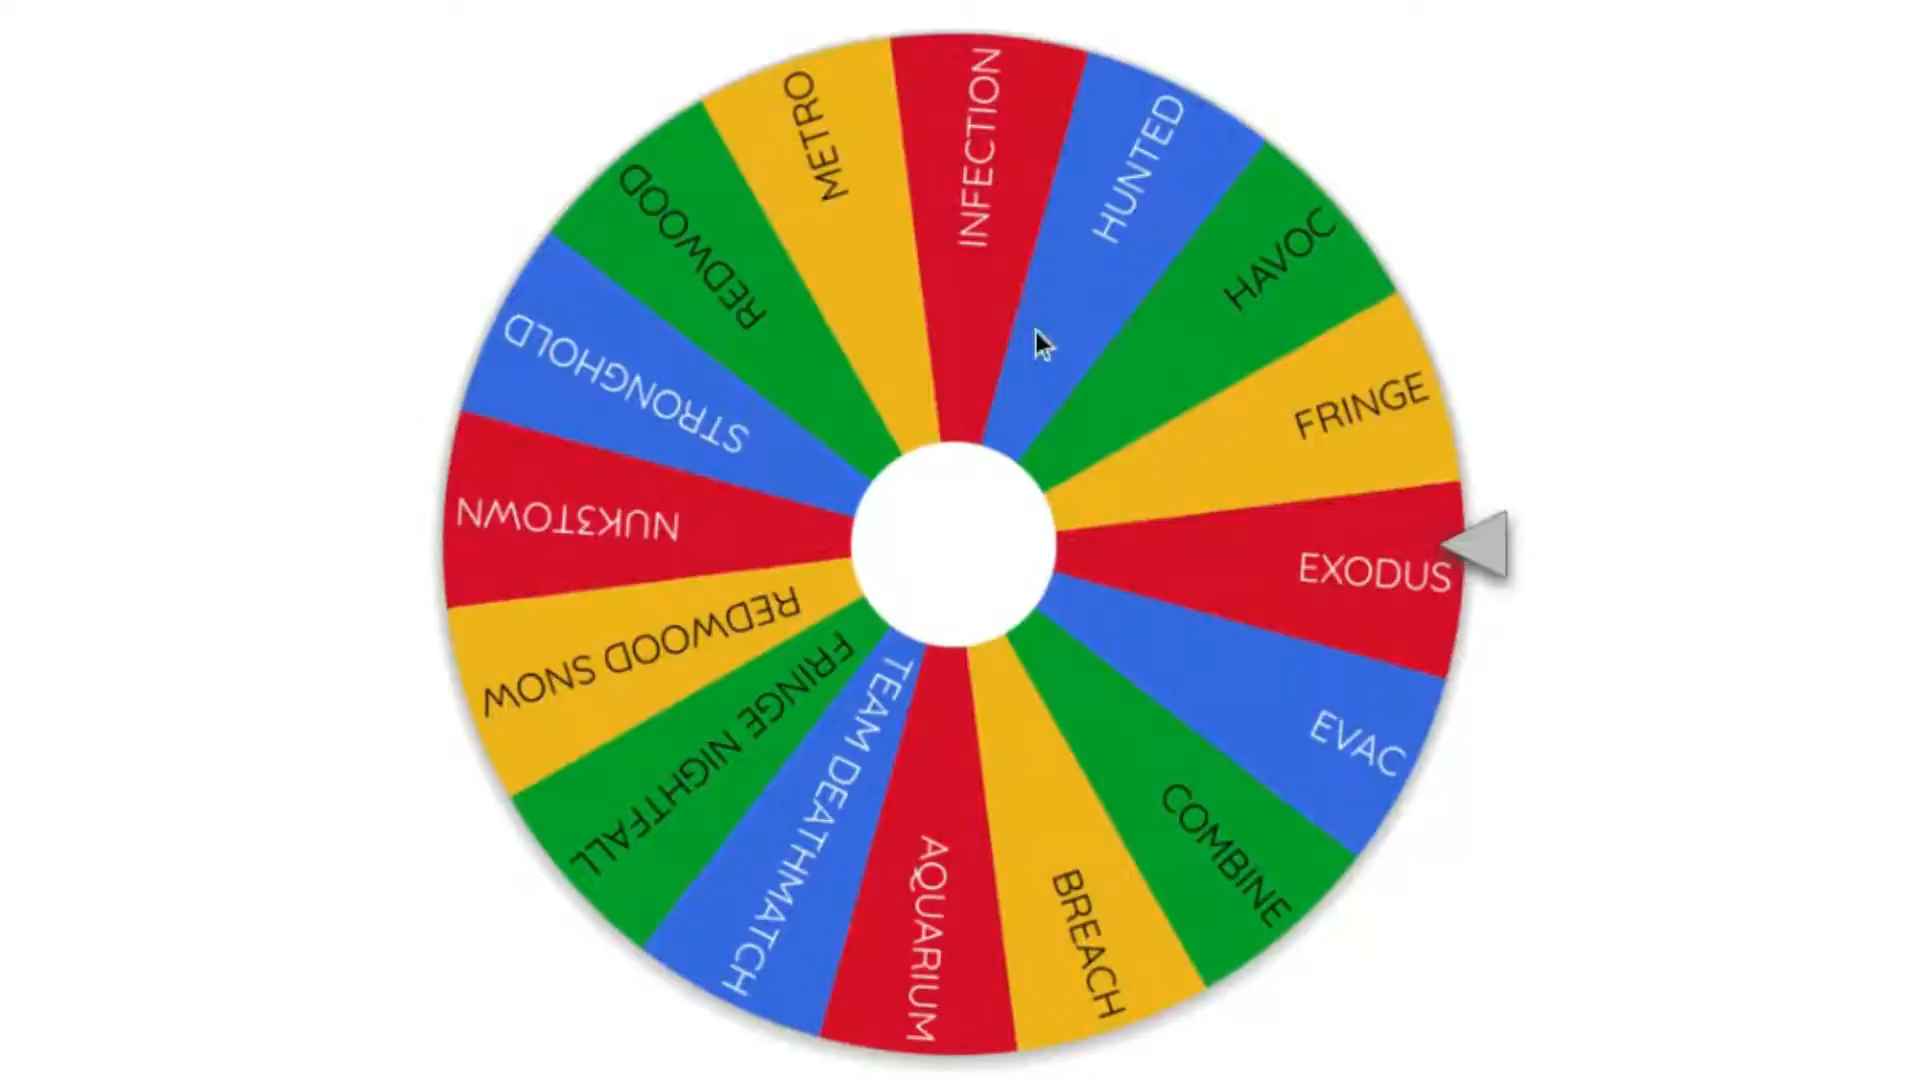 INFECTION
HUNTED
HAVOC
FRINGE
EXODUS
EVAC
COMBINE
BREACH
AQUARIUM
TEAM DEATHMATCH
FRINGE NIGHTFALL
REDWOOD SNOW
NUK3TOWN
STRONGHOLD
REDWOOD
METRO